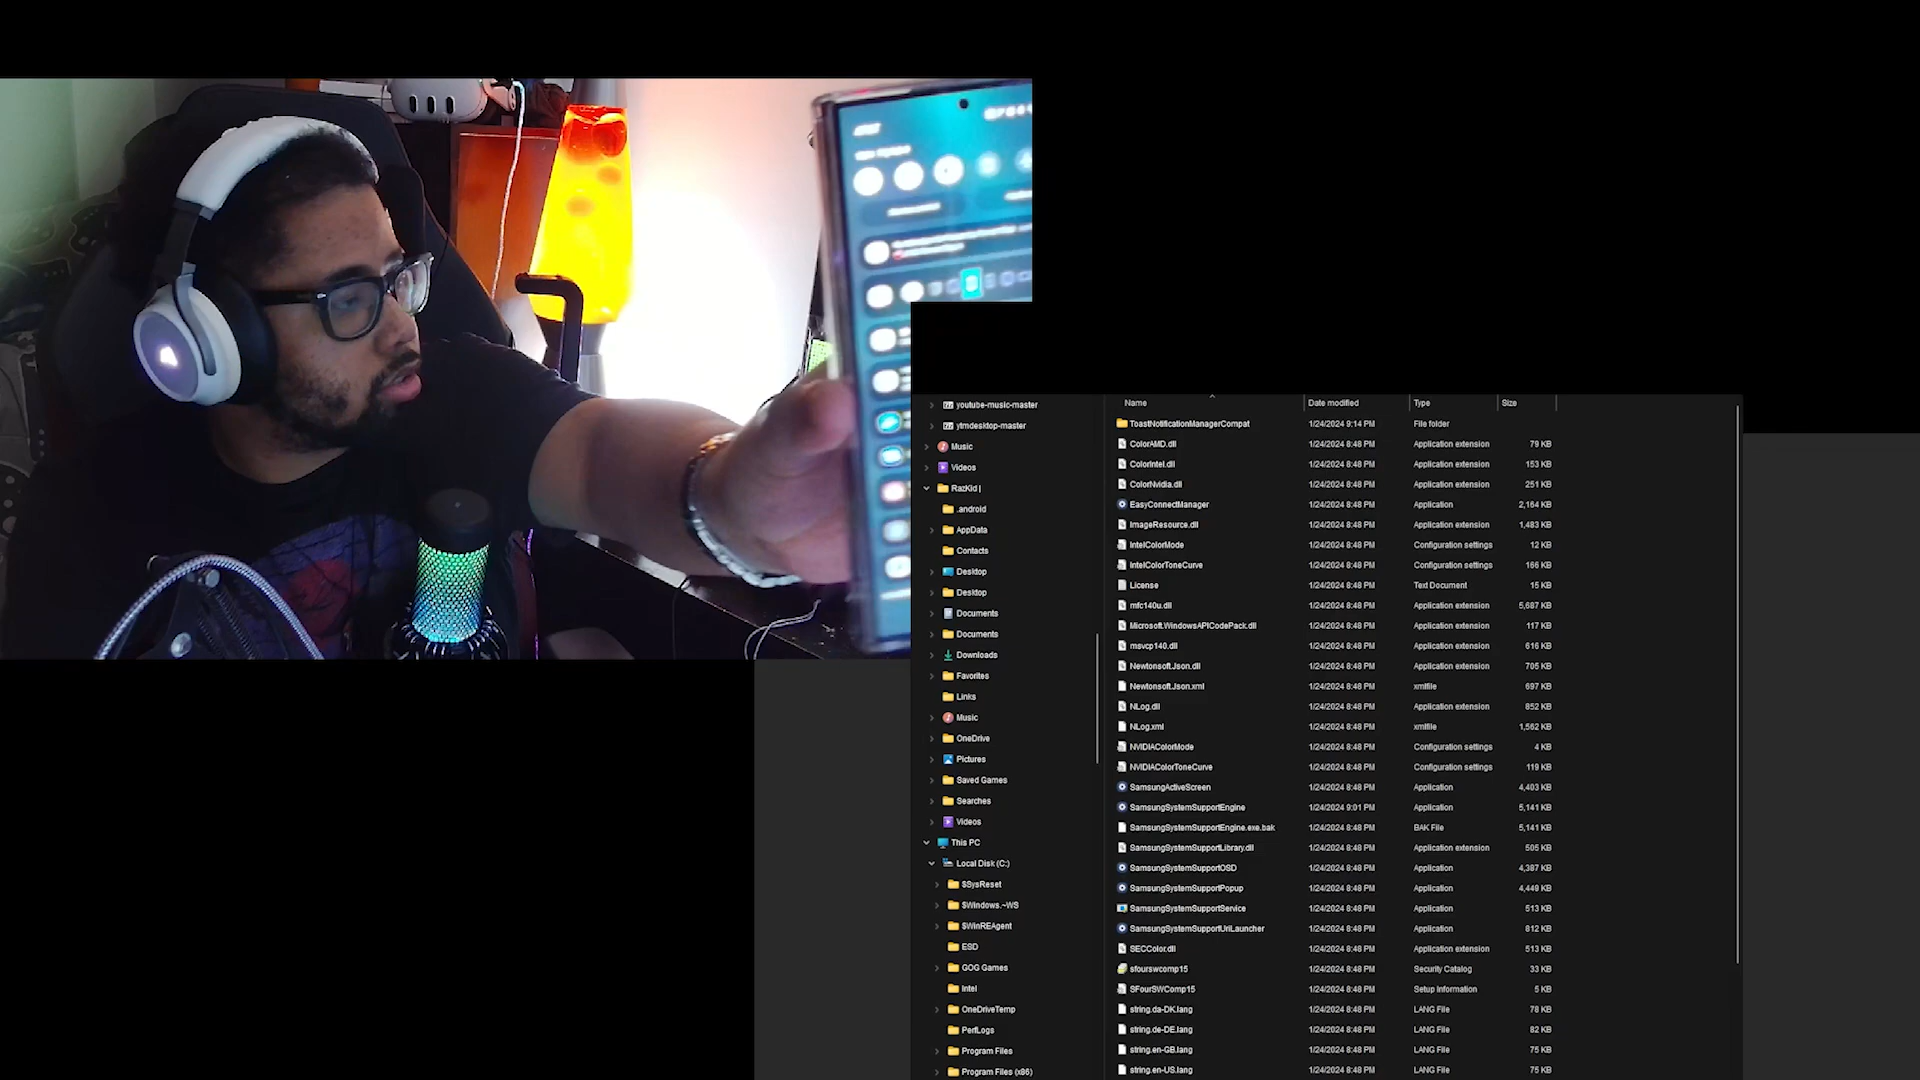 youtube-music-master
ytmdesktop-master
Music
Videos
RazKid |
.android
AppData
Contacts
Desktop
Desktop
Documents
Documents
Downloads
Favorites
Links
Music
OneDrive
Pictures
Saved Games
Searches
Videos
This PC
Local Disk (C:)
$SysReset
$Windows.~WS
$WinREAgent
ESD
GOG Games
Intel
OneDriveTemp
PerfLogs
Program Files
Program Files (x86)
Name Date modified Type Size
ToastNotificationManagerCompat 1/24/2024 9:14 PM File folder
ColorAMD.dll 1/24/2024 8:48 PM Application extension 79 KB
ColorIntel.dll 1/24/2024 8:48 PM Application extension 153 KB
ColorNvidia.dll 1/24/2024 8:48 PM Application extension 251 KB
EasyConnectManager 1/24/2024 8:48 PM Application 2,164 KB
ImageResource.dll 1/24/2024 8:48 PM Application extension 1,483 KB
IntelColorMode 1/24/2024 8:48 PM Configuration settings 12 KB
IntelColorToneCurve 1/24/2024 8:48 PM Configuration settings 166 KB
License 1/24/2024 8:48 PM Text Document 15 KB
mfc140u.dll 1/24/2024 8:48 PM Application extension 5,687 KB
Microsoft.WindowsAPICodePack.dll 1/24/2024 8:48 PM Application extension 117 KB
msvcp140.dll 1/24/2024 8:48 PM Application extension 616 KB
Newtonsoft.Json.dll 1/24/2024 8:48 PM Application extension 705 KB
Newtonsoft.Json.xml 1/24/2024 8:48 PM xmlfile 697 KB
NLog.dll 1/24/2024 8:48 PM Application extension 852 KB
NLog.xml 1/24/2024 8:48 PM xmlfile 1,562 KB
NVIDIAColorMode 1/24/2024 8:48 PM Configuration settings 4 KB
NVIDIAColorToneCurve 1/24/2024 8:48 PM Configuration settings 119 KB
SamsungActiveScreen 1/24/2024 8:48 PM Application 4,403 KB
SamsungSystemSupportEngine 1/24/2024 9:01 PM Application 5,141 KB
SamsungSystemSupportEngine.exe.bak 1/24/2024 8:48 PM BAK File 5,141 KB
SamsungSystemSupportLibrary.dll 1/24/2024 8:48 PM Application extension 505 KB
SamsungSystemSupportOSD 1/24/2024 8:48 PM Application 4,387 KB
SamsungSystemSupportPopup 1/24/2024 8:48 PM Application 4,449 KB
SamsungSystemSupportService 1/24/2024 8:48 PM Application 513 KB
SamsungSystemSupportUriLauncher 1/24/2024 8:48 PM Application 812 KB
SECColor.dll 1/24/2024 8:48 PM Application extension 513 KB
sfourswcomp15 1/24/2024 8:48 PM Security Catalog 33 KB
SFourSWComp15 1/24/2024 8:48 PM Setup Information 5 KB
string.da-DK.lang 1/24/2024 8:48 PM LANG File 78 KB
string.de-DE.lang 1/24/2024 8:48 PM LANG File 82 KB
string.en-GB.lang 1/24/2024 8:48 PM LANG File 75 KB
string.en-US.lang 1/24/2024 8:48 PM LANG File 75 KB